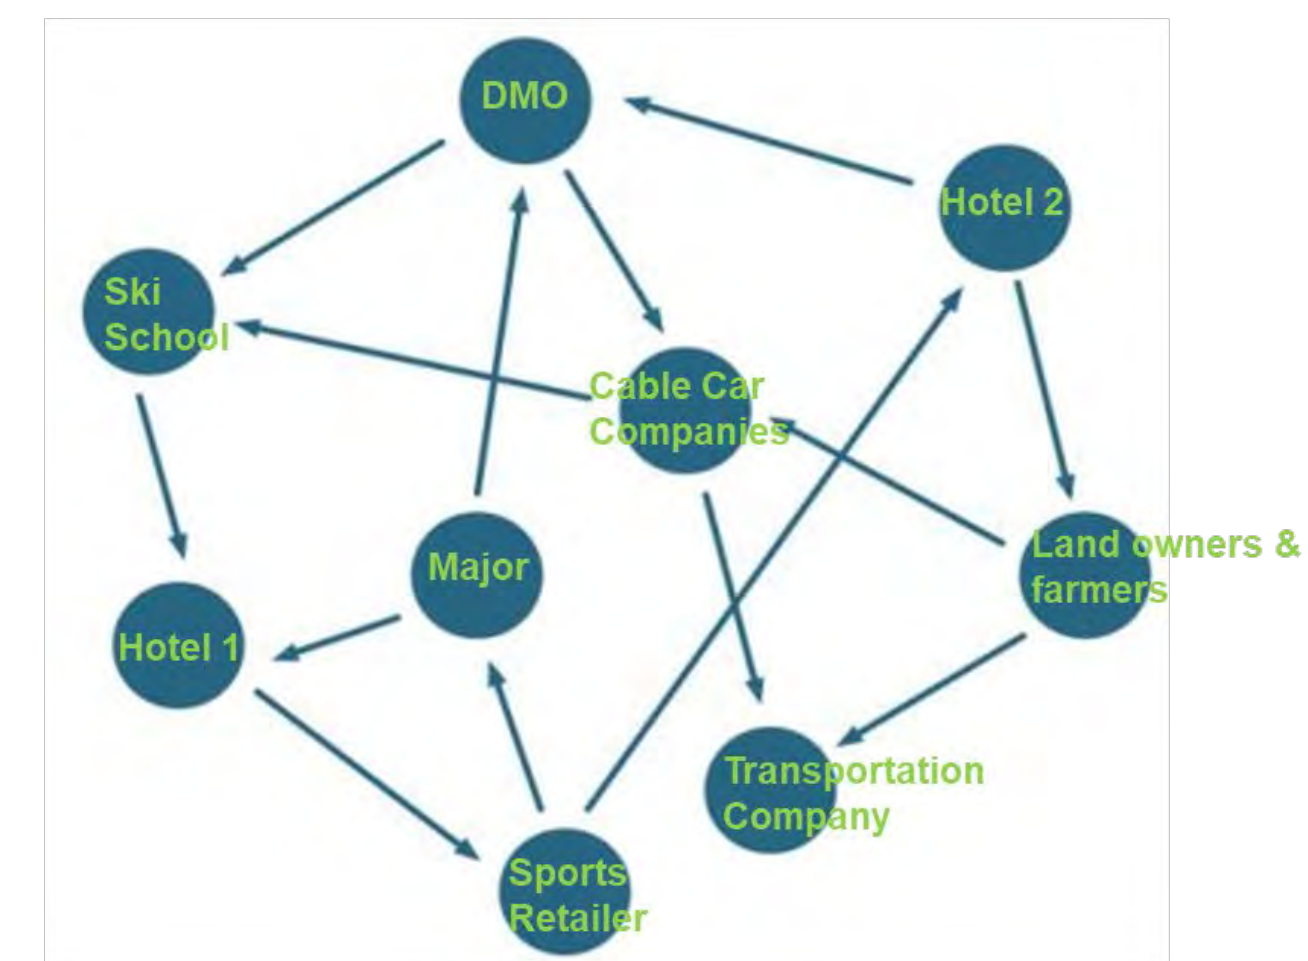 DMO
Hotel 2
Ski
School
Cable Car
Companies
Major
Land owners &
farmers
Hotel 1
Transportation
Company
Sports
Retailer